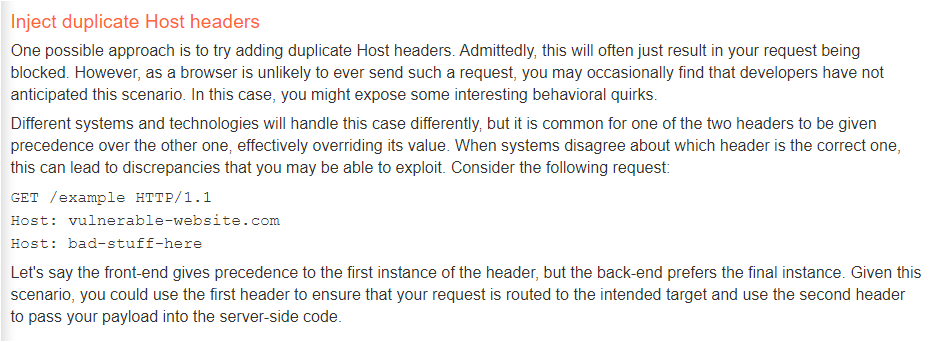 Inject duplicate Host headers
One possible approach is to try adding duplicate Host headers. Admittedly, this will often just result in your request being
blocked. However, as a browser is unlikely to ever send such a request, you may occasionally find that developers have not
anticipated this scenario. In this case, you might expose some interesting behavioral quirks.
Different systems and technologies will handle this case differently, but it is common for one of the two headers to be given
precedence over the other one, effectively overriding its value. When systems disagree about which header is the correct one,
this can lead to discrepancies that you may be able to exploit. Consider the following request:
GET /example HTTP/1.1
Host: vulnerable-website.com
Host: bad-stuff-here
Let's say the front-end gives precedence to the first instance of the header, but the back-end prefers the final instance. Given this
scenario, you could use the first header to ensure that your request is routed to the intended target and use the second header
to pass your payload into the server-side code.